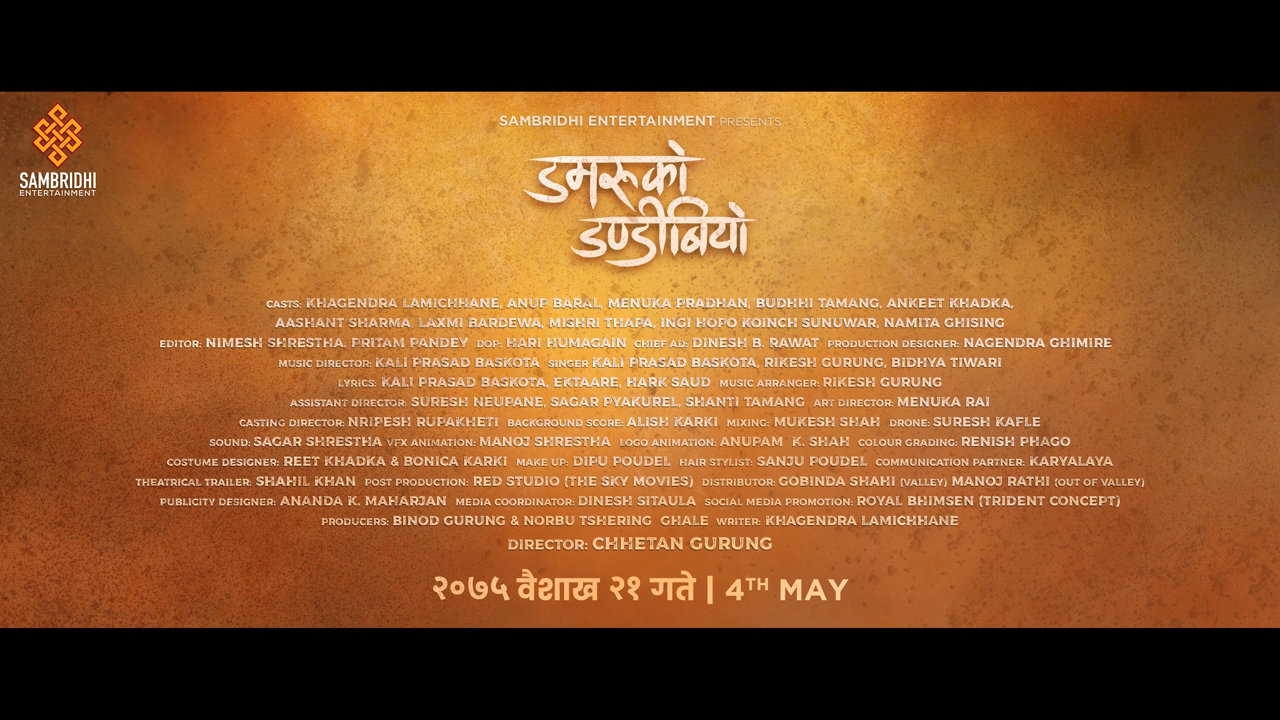 SAMBRIDHI
ENTERTAINMENT
SAMBRIDHI ENTERTAINMENT PRESENTS
डमरुको
डण्डीबियो
CASTS: KHAGENDRA LAMICHHANE, ANUP BARAL, MENUKA PRADHAN, BUDHHI TAMANG, ANKEET KHADKA,
AASHANT SHARMA LAXMI BARDEWA, MISHRI THAPA, INGI HOPO KOINCH SUNUWAR, NAMITA GHISING
EDITOR: NIMESH SHRESTHA, PRITAM PANDEY DOP: HARI HUMAGAIN CHIEF AD: DINESH B. RAWAT PRODUCTION DESIGNER: NAGENDRA GHIMIRE
MUSIC DIRECTOR: KALI PRASAD BASKOTA SINGER KALI PRASAD BASKOTA, RIKESH GURUNG, BIDHYA TIWARI
LYRICS: KALI PRASAD BASKOTA, EKTAARE, HARK SAUD MUSIC ARRANGER: RIKESH GURUNG
ASSISTANT DIRECTOR: SURESH NEUPANE, SAGAR PYAKUREL, SHANTI TAMANG ART DIRECTOR: MENUKA RAI
CASTING DIRECTOR: NRIPESH RUPAKHETI BACKGROUND SCORE: ALISH KARKI MIXING: MUKESH SHAH DRONE: SURESH KAFLE
SOUND: SAGAR SHRESTHA VFX ANIMATION: MANOJ SHRESTHA LOGO ANIMATION: ANUPAM K. SHAH COLOUR GRADING: RENISH PHAGO
COSTUME DESIGNER: REET KHADKA & BONICA KARKI MAKE UP: DIPU POUDEL HAIR STYLIST: SANJU POUDEL COMMUNICATION PARTNER: KARYALAYA
THEATRICAL TRAILER: SHAHIL KHAN POST PRODUCTION: RED STUDIO (THE SKY MOVIES) DISTRIBUTOR: GOBINDA SHAHI (VALLEY) MANOJ RATHI (OUT OF VALLEY)
PUBLICITY DESIGNER: ANANDA K. MAHARJAN MEDIA COORDINATOR: DINESH SITAULA SOCIAL MEDIA PROMOTION: ROYAL BHIMSEN (TRIDENT CONCEPT)
PRODUCERS: BINOD GURUNG & NORBU TSHERING GHALE WRITER: KHAGENDRA LAMICHHANE
DIRECTOR: CHHETAN GURUNG
२०७५ वैशाख २१ गते | 4TH MAY